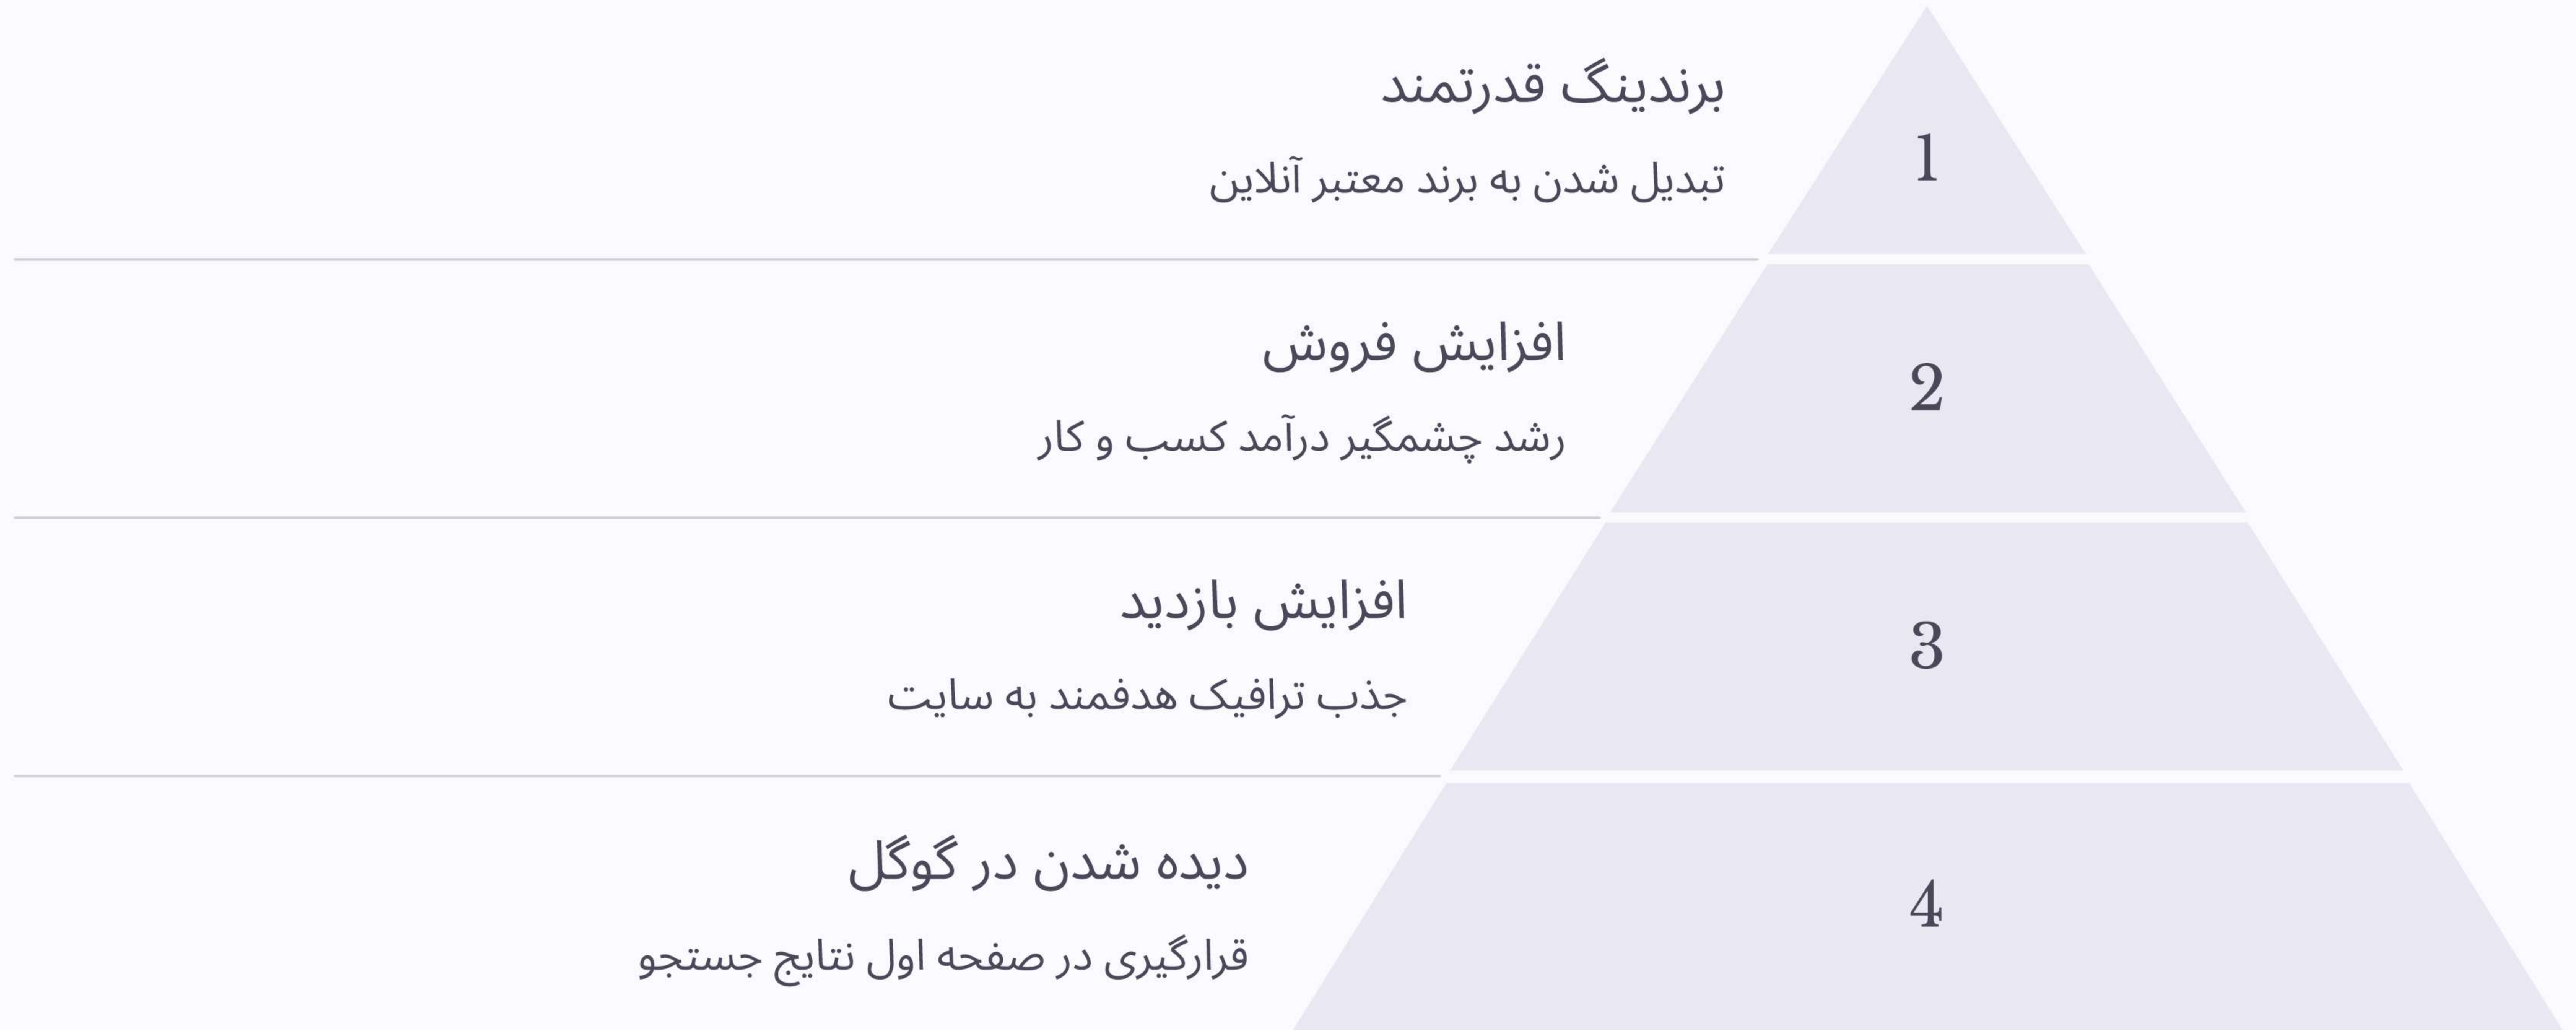 برندینگ قدرتمند
تبدیل شدن به برند معتبر آنلاین
1
افزایش فروش
رشد چشمگیر درآمد کسب و کار
2
افزایش بازدید
جذب ترافیک هدفمند به سایت
3
دیده شدن در گوگل
قرارگیری در صفحه اول نتایج جستجو
4